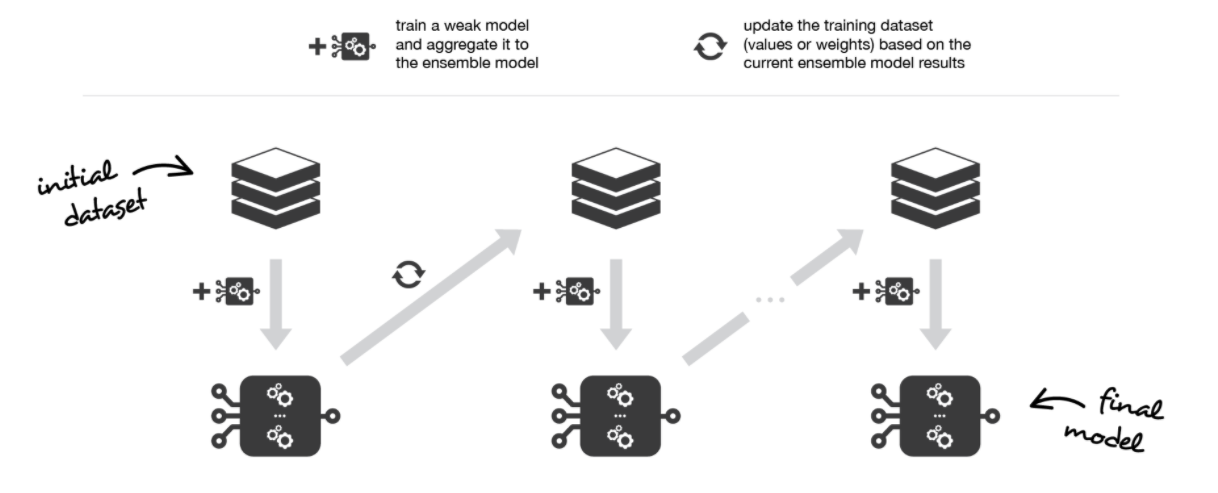 train a weak model
and aggregate it to
the ensemble model
update the training dataset
(values or weights) based on the
current ensemble model results
initial
dataset
final
model